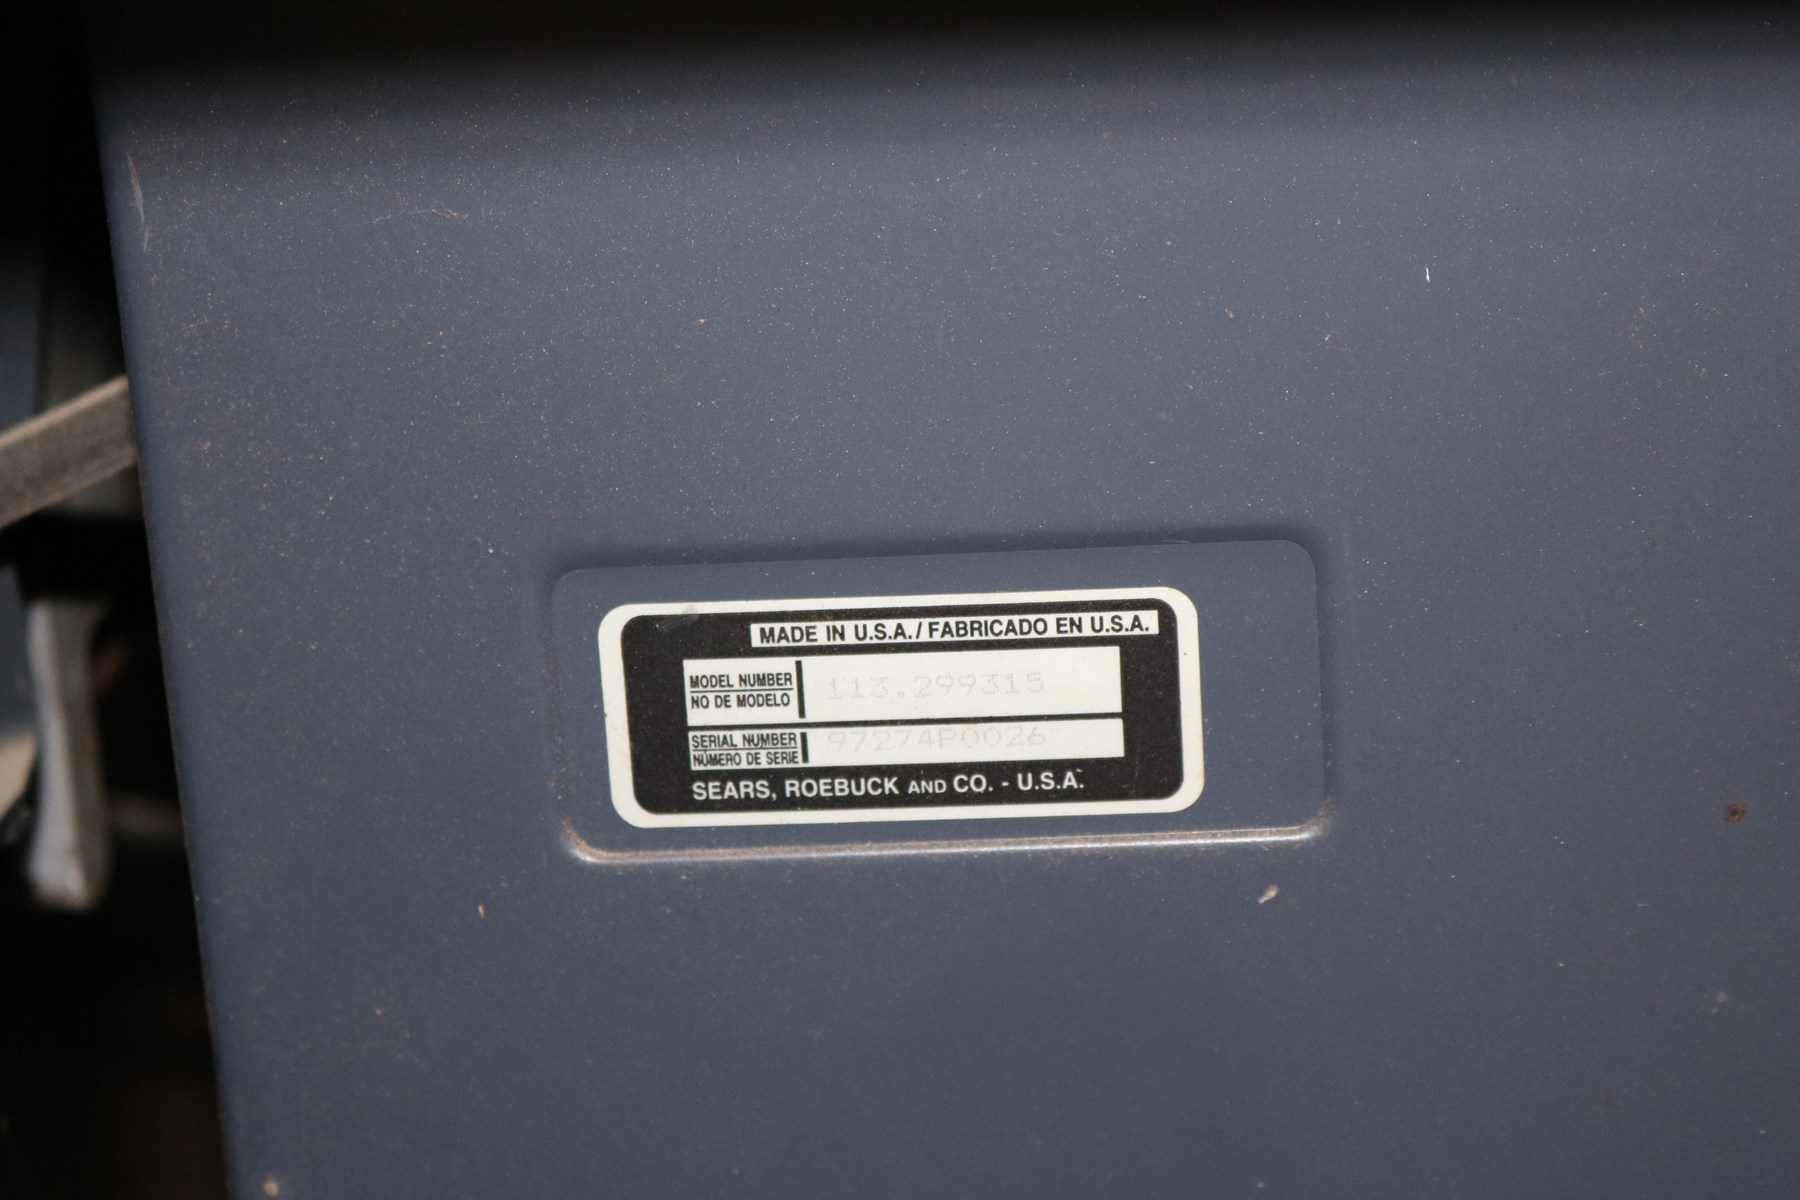 MADE IN U.S.A./FABRICADO EN U.S.A.
MODEL NUMBER
NO DE MODELO
113.299315
SERIAL NUMBER
NÚMERO DE SERIE
97274P0026
SEARS, ROEBUCK AND CO. - U.S.A.